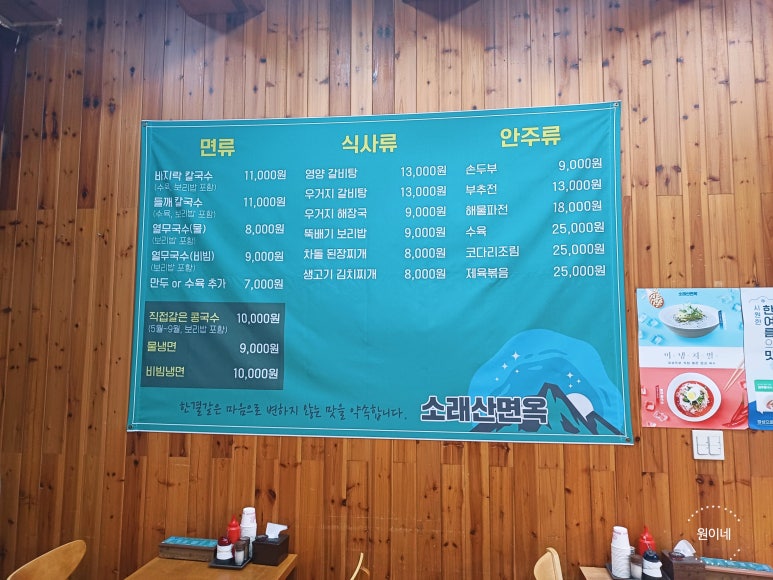 면류
바지락 칼국수 11,000원
(수육, 보리밥 포함)
들깨 칼국수 11,000원
(수육, 보리밥 포함)
열무국수(물) 8,000원
(보리밥 포함)
열무국수(비빔) 9,000원
(보리밥 포함)
만두 or 수육 추가 7,000원
직접갈은 콩국수 10,000원
(5월~9월, 보리밥 포함)
물냉면 9,000원
비빔냉면 10,000원
식사류
영양 갈비탕 13,000원
우거지 갈비탕 13,000원
우거지 해장국 9,000원
뚝배기 보리밥 9,000원
차돌 된장찌개 8,000원
생고기 김치찌개 8,000원
안주류
손두부 9,000원
부추전 13,000원
해물파전 18,000원
수육 25,000원
코다리조림 25,000원
제육볶음 25,000원
한결같은 마음으로 변하지 않는 맛을 약속합니다.
소래산면옥
소래산면옥
이냉치면
시원한
원이네